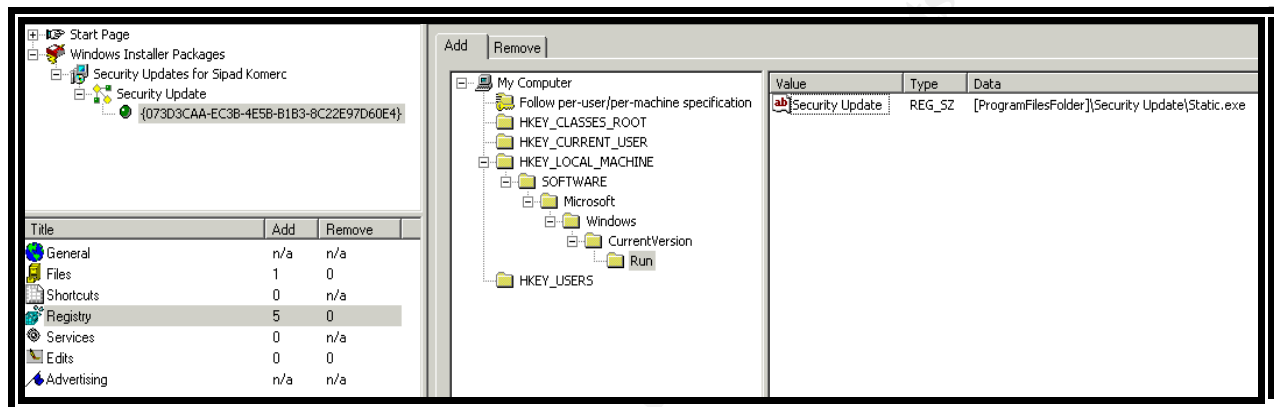 Start Page
Windows Installer Packages
Security Updates for Sipad Komerc
Security Update
{073D3CAA-EC3B-4E5B-B1B3-8C22E97D60E4}
Title Add Remove
General n/a n/a
Files 1 0
Shortcuts 0 n/a
Registry 5 0
Services 0 n/a
Edits 0 0
Advertising n/a n/a
Add Remove
My Computer
Follow per-user/per-machine specification
HKEY_CLASSES_ROOT
HKEY_CURRENT_USER
HKEY_LOCAL_MACHINE
SOFTWARE
Microsoft
Windows
CurrentVersion
Run
HKEY_USERS
Value Type Data
ab Security Update REG_SZ [ProgramFilesFolder]\Security Update\Static.exe